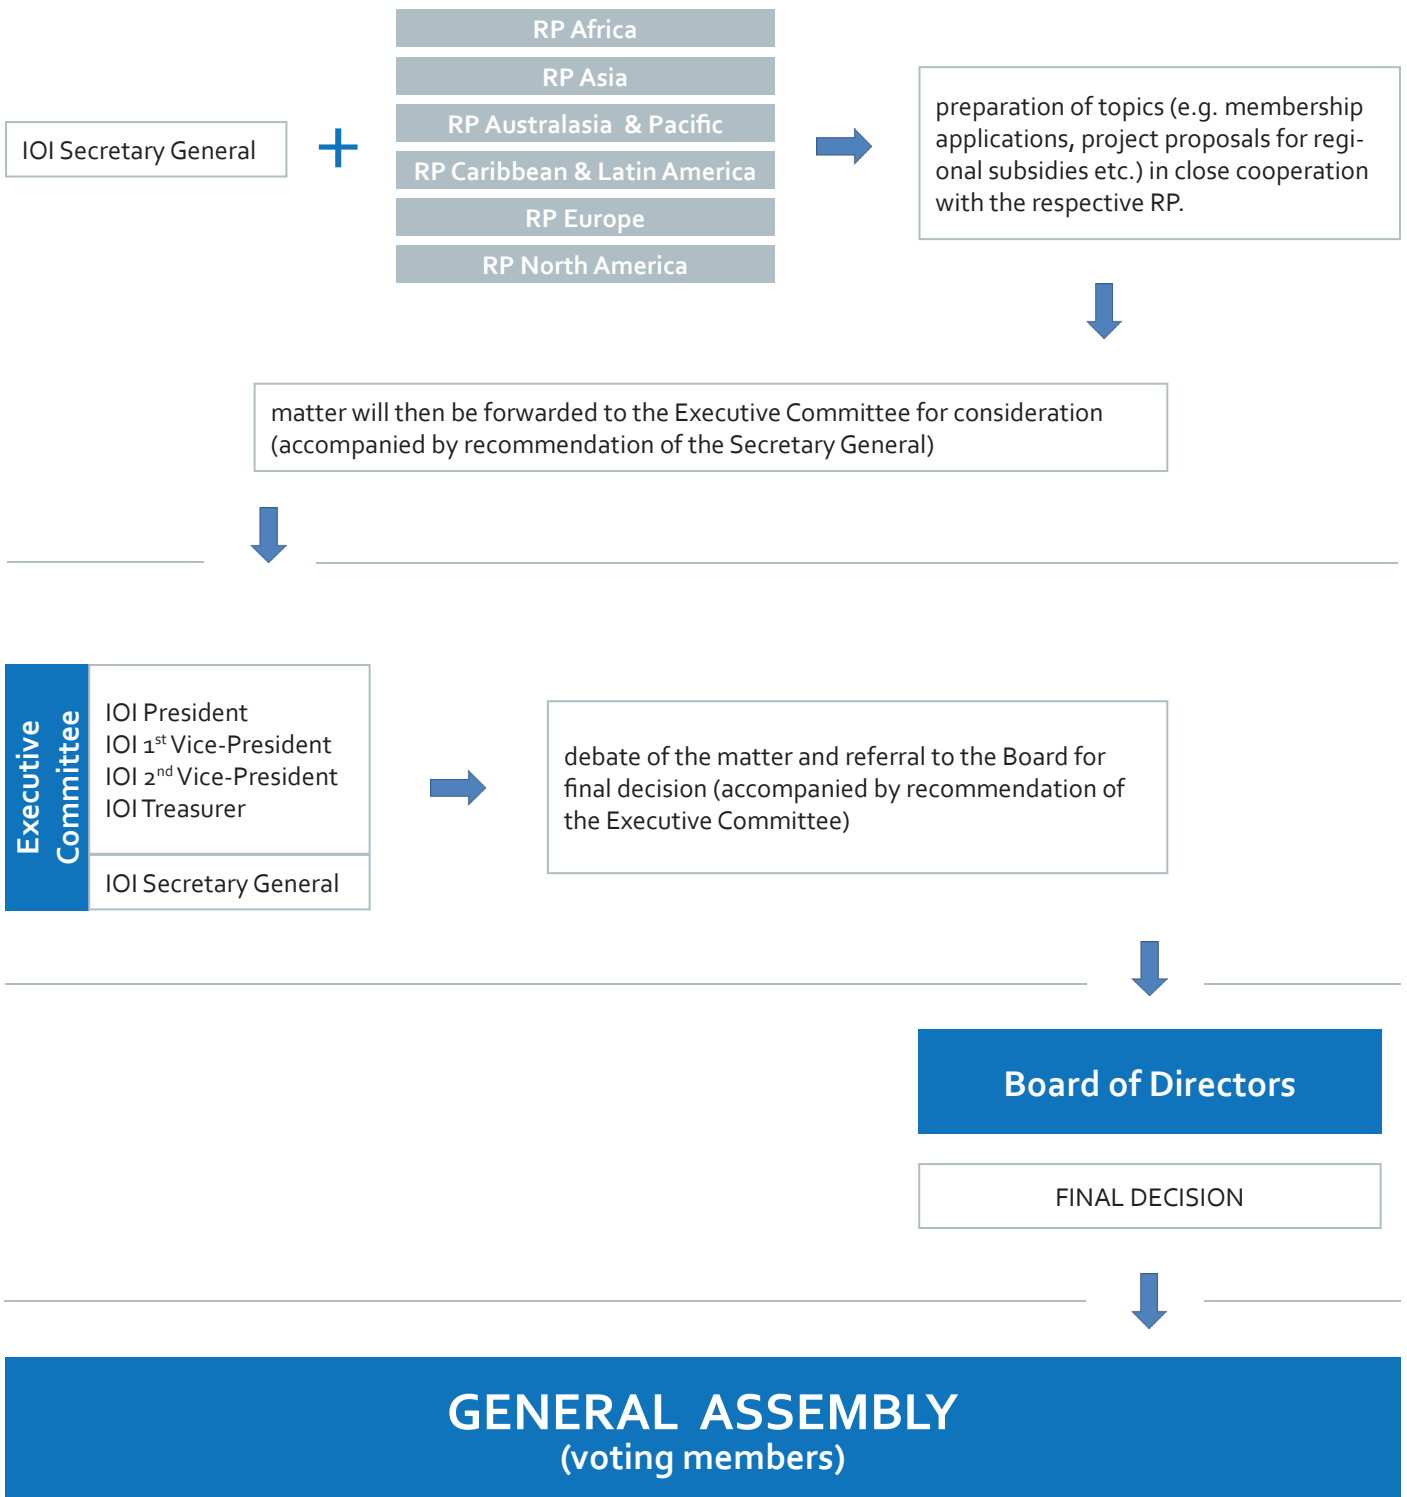 RP Africa
RP Asia
RP Australasia & Pacific
RP Caribbean & Latin America
RP Europe
RP North America
IOI Secretary General
+
preparation of topics (e.g. membership
applications, project proposals for regi-
onal subsidies etc.) in close cooperation
with the respective RP.
matter will then be forwarded to the Executive Committee for consideration
(accompanied by recommendation of the Secretary General)
Executive
Committee
IOI President
IOI 1st Vice-President
IOI 2nd Vice-President
IOI Treasurer
IOI Secretary General
debate of the matter and referral to the Board for
final decision (accompanied by recommendation of
the Executive Committee)
Board of Directors
FINAL DECISION
GENERAL ASSEMBLY
(voting members)